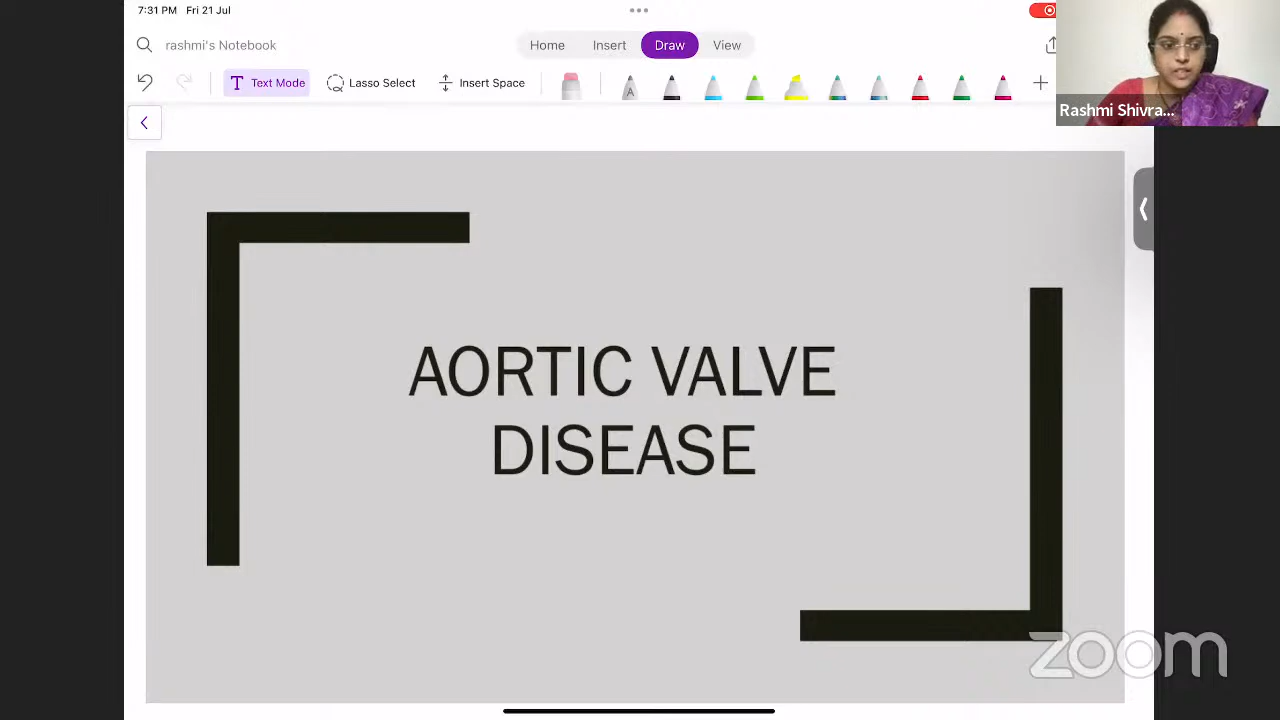 7:31 PM Fri 21 Jul
rashmi's Notebook
Home Insert Draw View
Text Mode Lasso Select Insert Space
A
Rashmi Shivra...
AORTIC VALVE
DISEASE
zoom